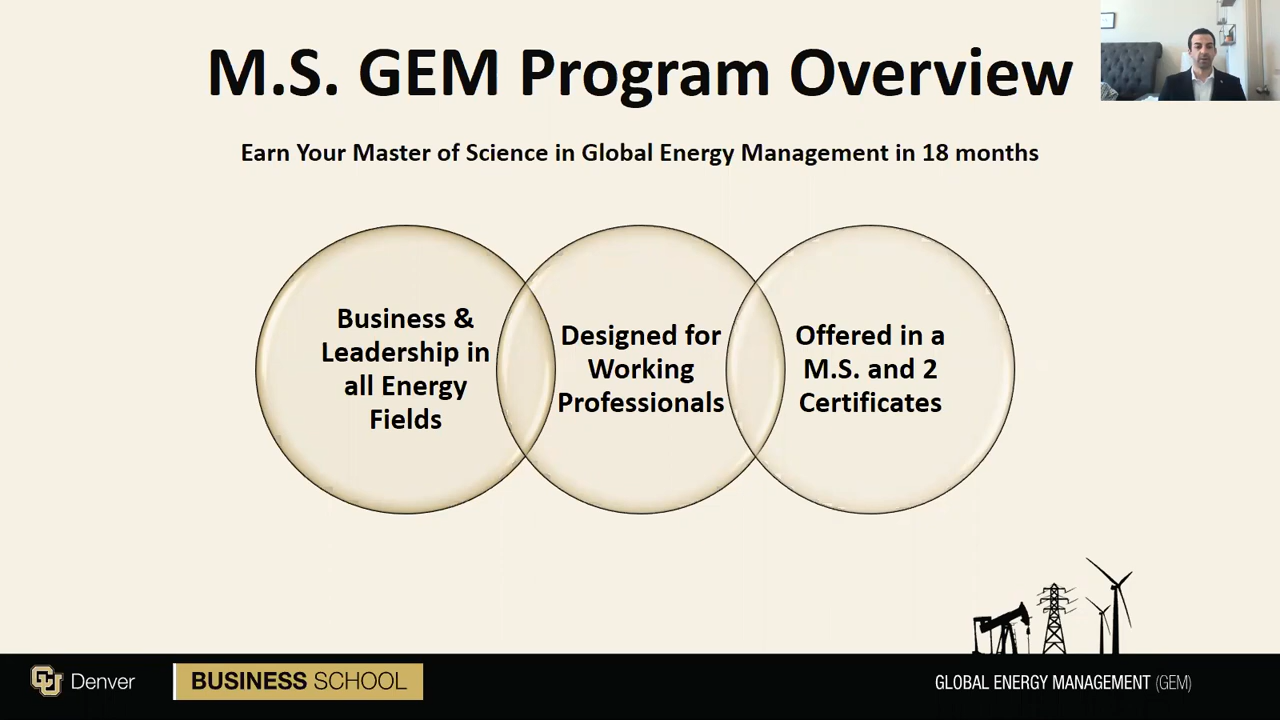 M.S. GEM Program Overview
Earn Your Master of Science in Global Energy Management in 18 months
Business &
Leadership in
all Energy
Fields
Designed for
Working
Professionals
Offered in a
M.S. and 2
Certificates
CU Denver
BUSINESS SCHOOL
GLOBAL ENERGY MANAGEMENT (GEM)